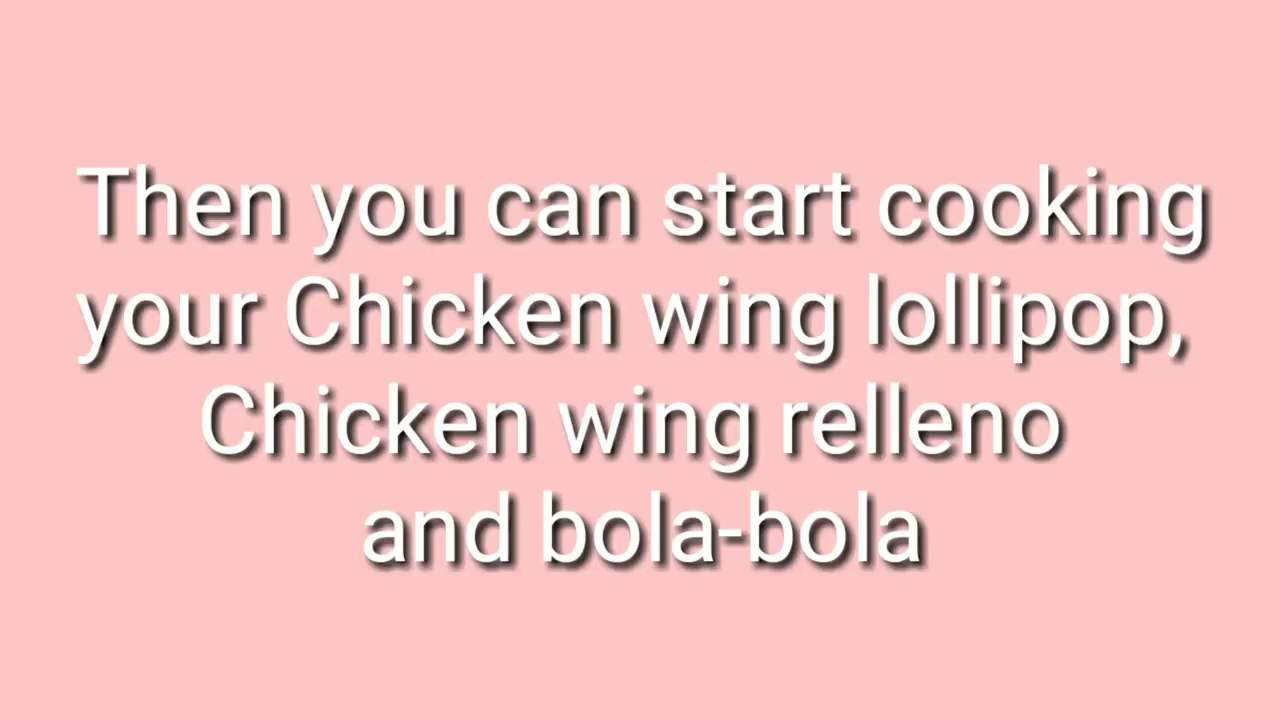 Then you can start cooking
your Chicken wing lollipop,
Chicken wing relleno
and bola-bola